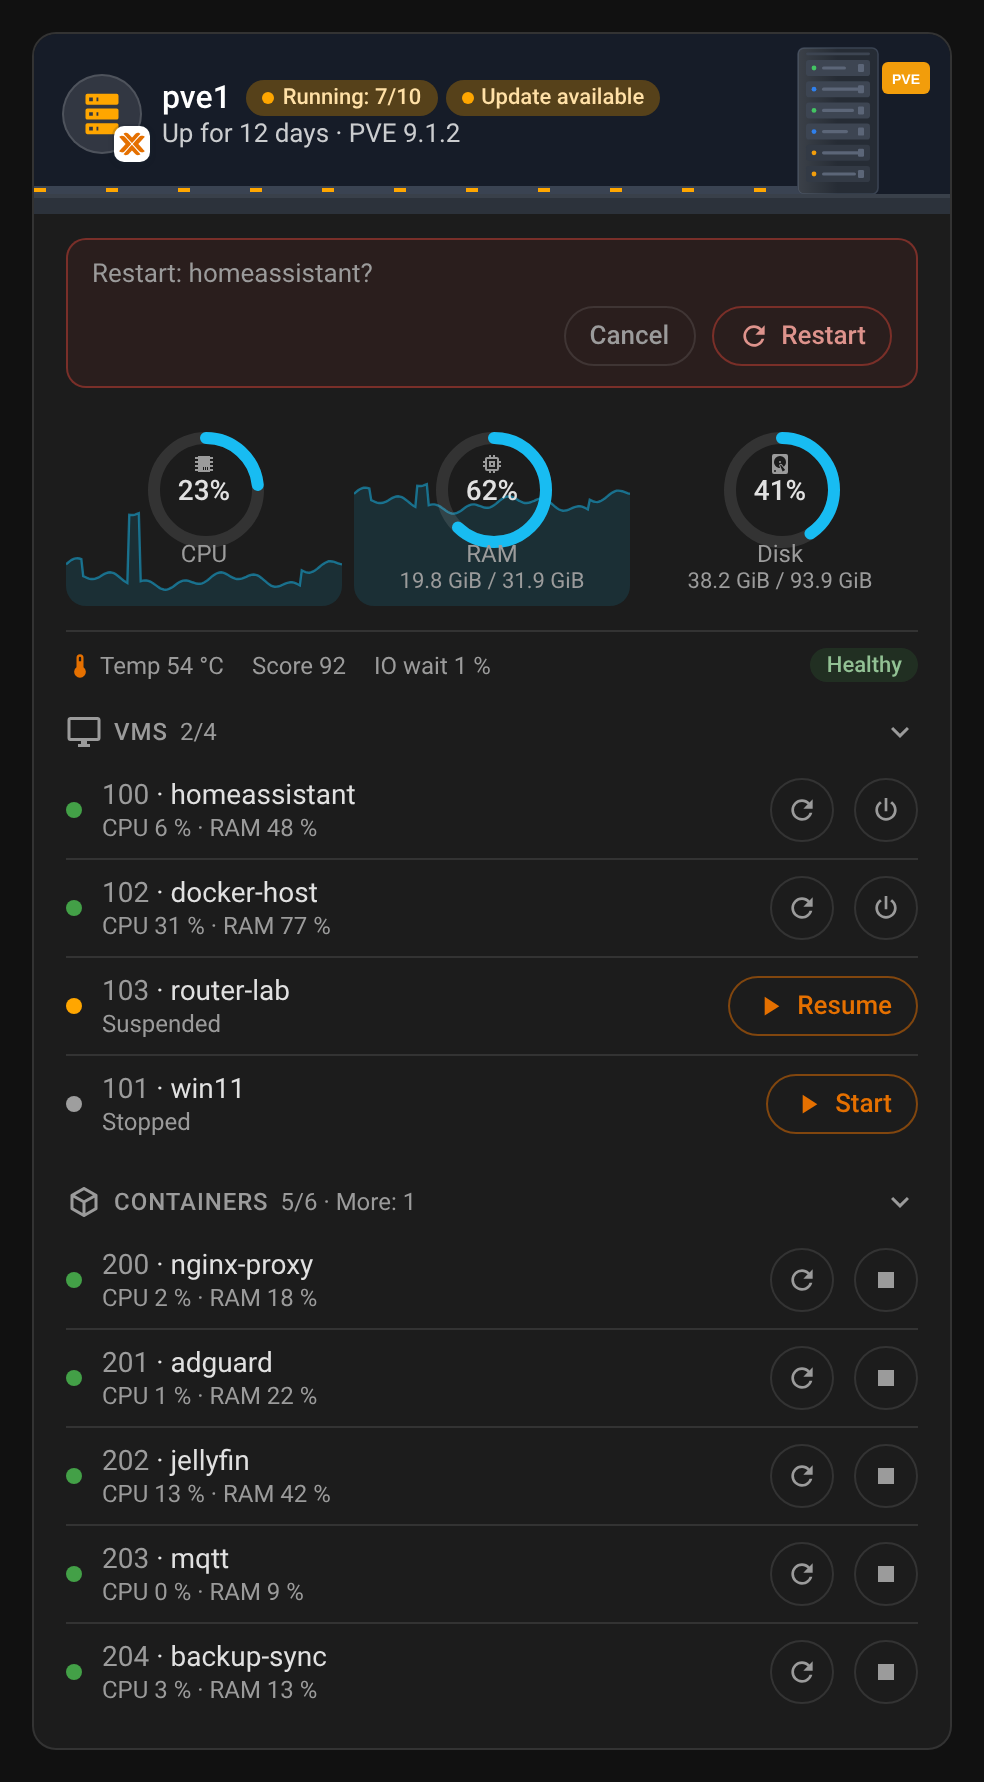 pve1
Running: 7/10
Update available
PVE
Up for 12 days · PVE 9.1.2
Restart: homeassistant?
Cancel
Restart
23%
CPU
62%
RAM
19.8 GiB / 31.9 GiB
41%
Disk
38.2 GiB / 93.9 GiB
Temp 54 °C
Score 92
IO wait 1 %
Healthy
VMS 2/4
100 · homeassistant
CPU 6 % · RAM 48 %
102 · docker-host
CPU 31 % · RAM 77 %
103 · router-lab
Suspended
Resume
101 · win11
Stopped
Start
CONTAINERS 5/6 · More: 1
200 · nginx-proxy
CPU 2 % · RAM 18 %
201 · adguard
CPU 1 % · RAM 22 %
202 · jellyfin
CPU 13 % · RAM 42 %
203 · mqtt
CPU 0 % · RAM 9 %
204 · backup-sync
CPU 3 % · RAM 13 %